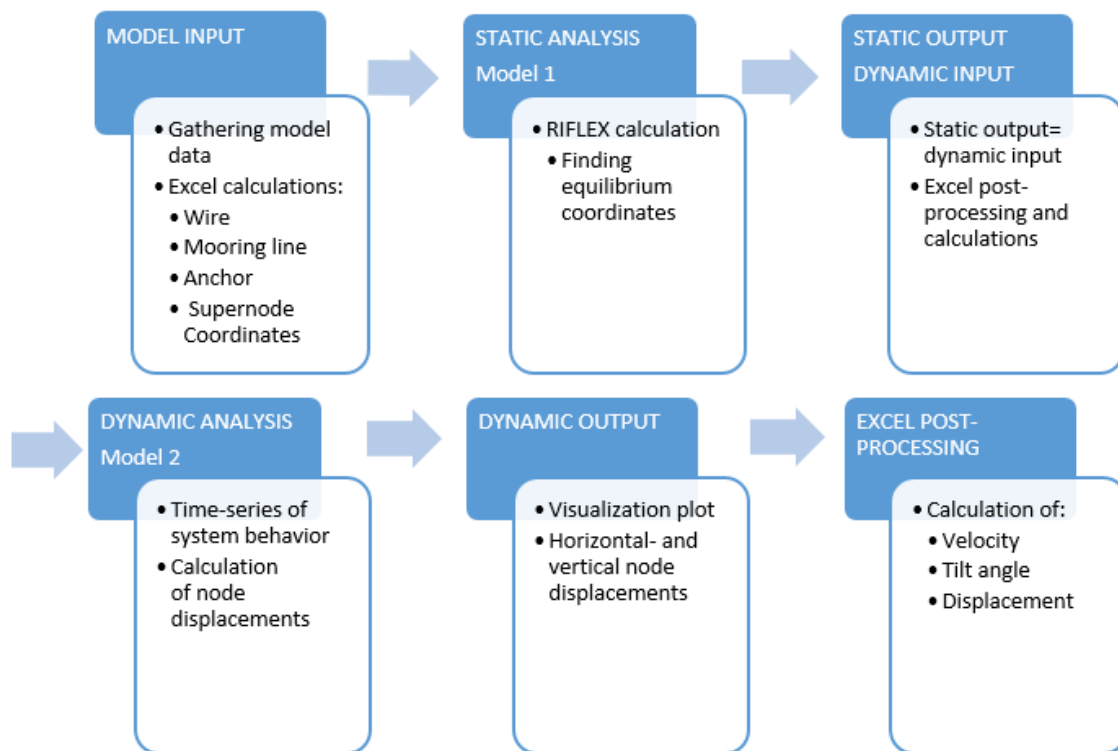 MODEL INPUT
• Gathering model
data
• Excel calculations:
• Wire
• Mooring line
• Anchor
• Supernode
Coordinates
STATIC ANALYSIS
Model 1
• RIFLEX calculation
• Finding
equilibrium
coordinates
STATIC OUTPUT
DYNAMIC INPUT
• Static output=
dynamic input
• Excel post-
processing and
calculations
DYNAMIC ANALYSIS
Model 2
• Time-series of
system behavior
• Calculation
of node
displacements
DYNAMIC OUTPUT
• Visualization plot
• Horizontal- and
vertical node
displacements
EXCEL POST-
PROCESSING
• Calculation of:
• Velocity
• Tilt angle
• Displacement